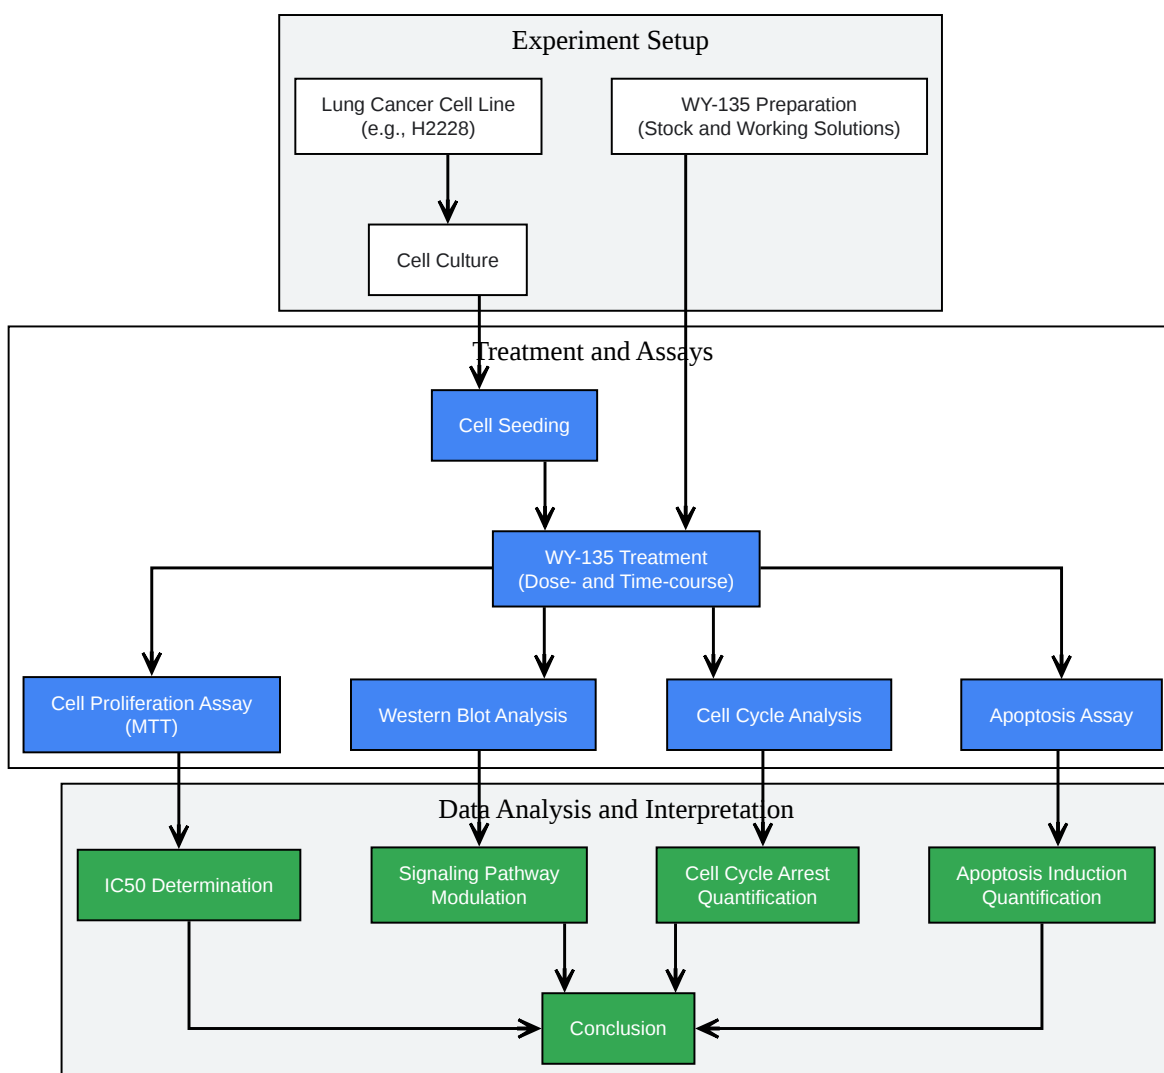 Experiment Setup
Lung Cancer Cell Line
(e.g., H2228)
WY-135 Preparation
(Stock and Working Solutions)
Cell Culture
Treatment and Assays
Cell Seeding
WY-135 Treatment
(Dose- and Time-course)
Cell Proliferation Assay
(MTT)
Western Blot Analysis
Cell Cycle Analysis
Apoptosis Assay
Data Analysis and Interpretation
IC50 Determination
Signaling Pathway
Modulation
Cell Cycle Arrest
Quantification
Apoptosis Induction
Quantification
Conclusion